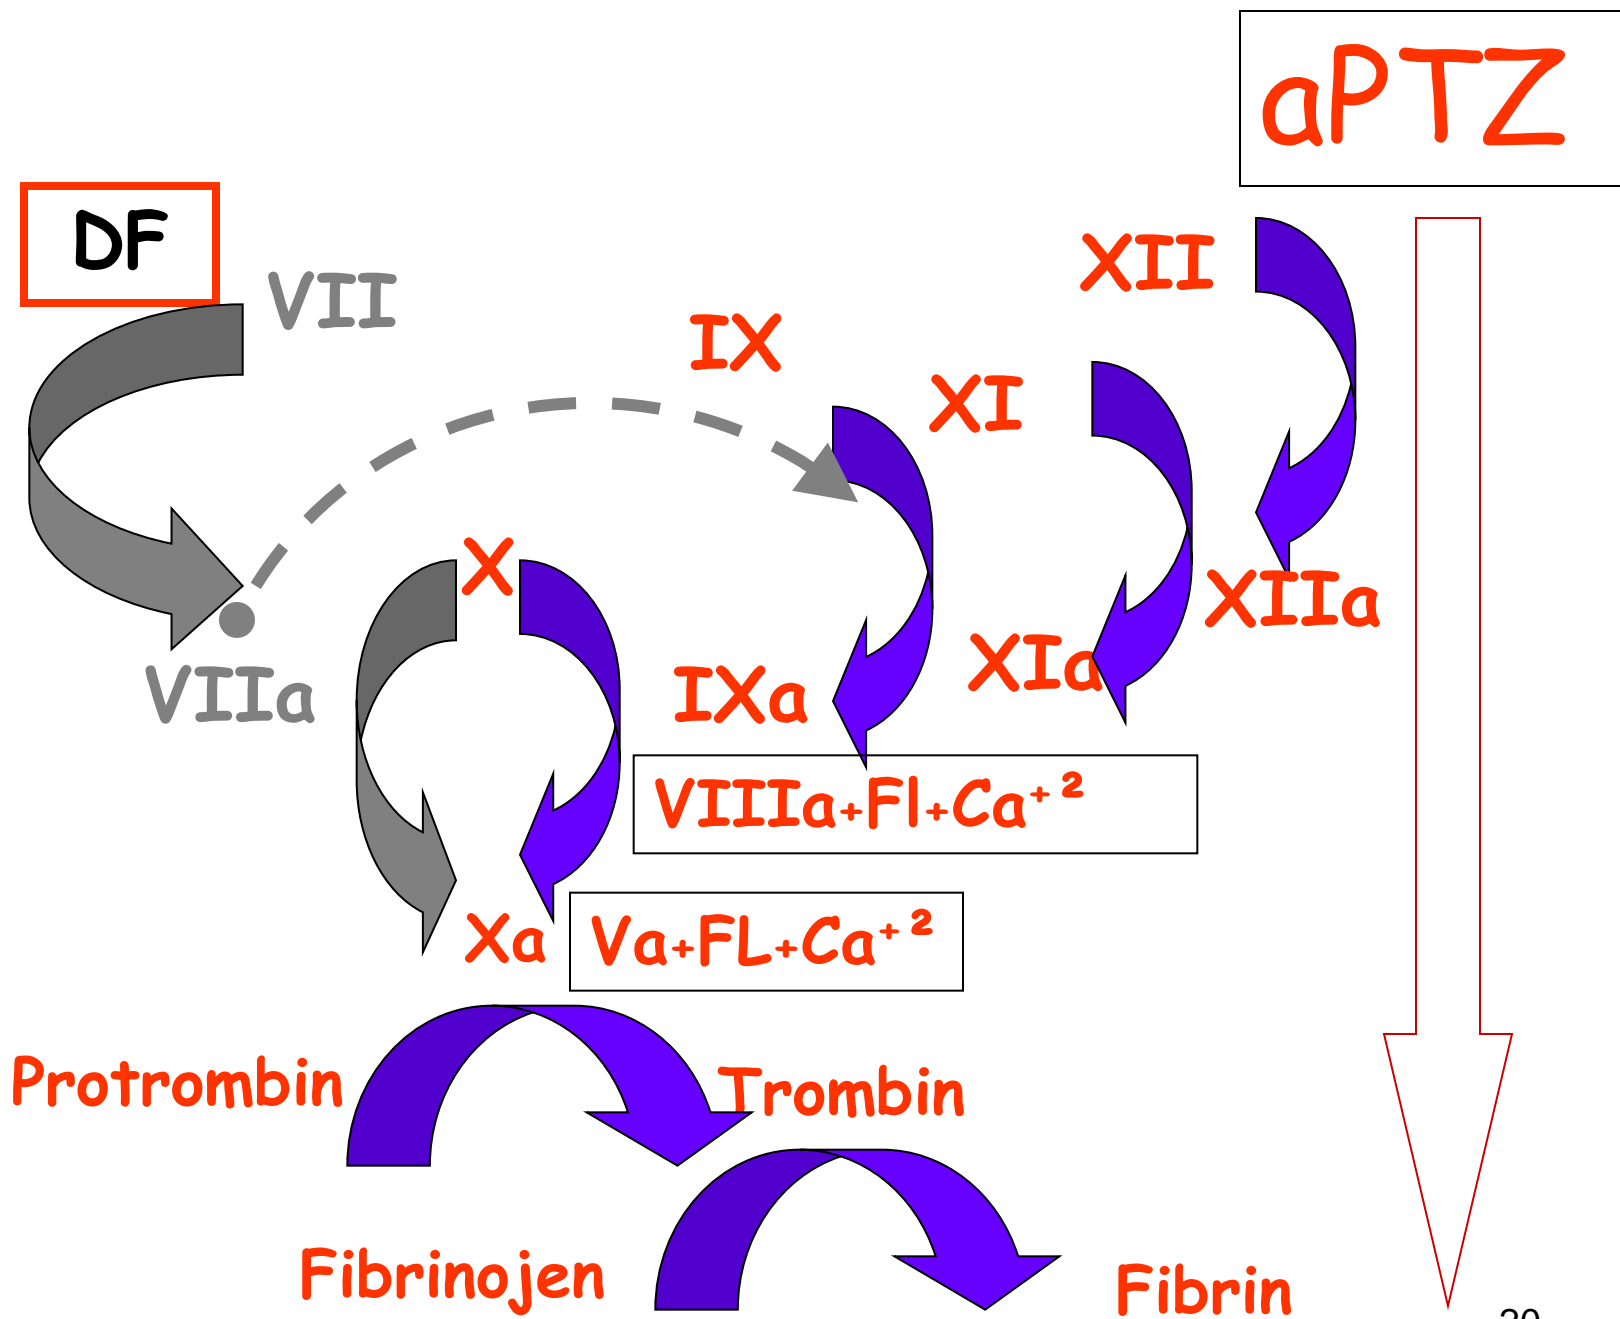 aPTZ
DF
VII
XII
IX
XI
X
XIIa
XIa
VIIa
IXa
VIIIa+Fl+Ca⁺²
Xa
Va+FL+Ca⁺²
Protrombin
Trombin
Fibrinojen
Fibrin